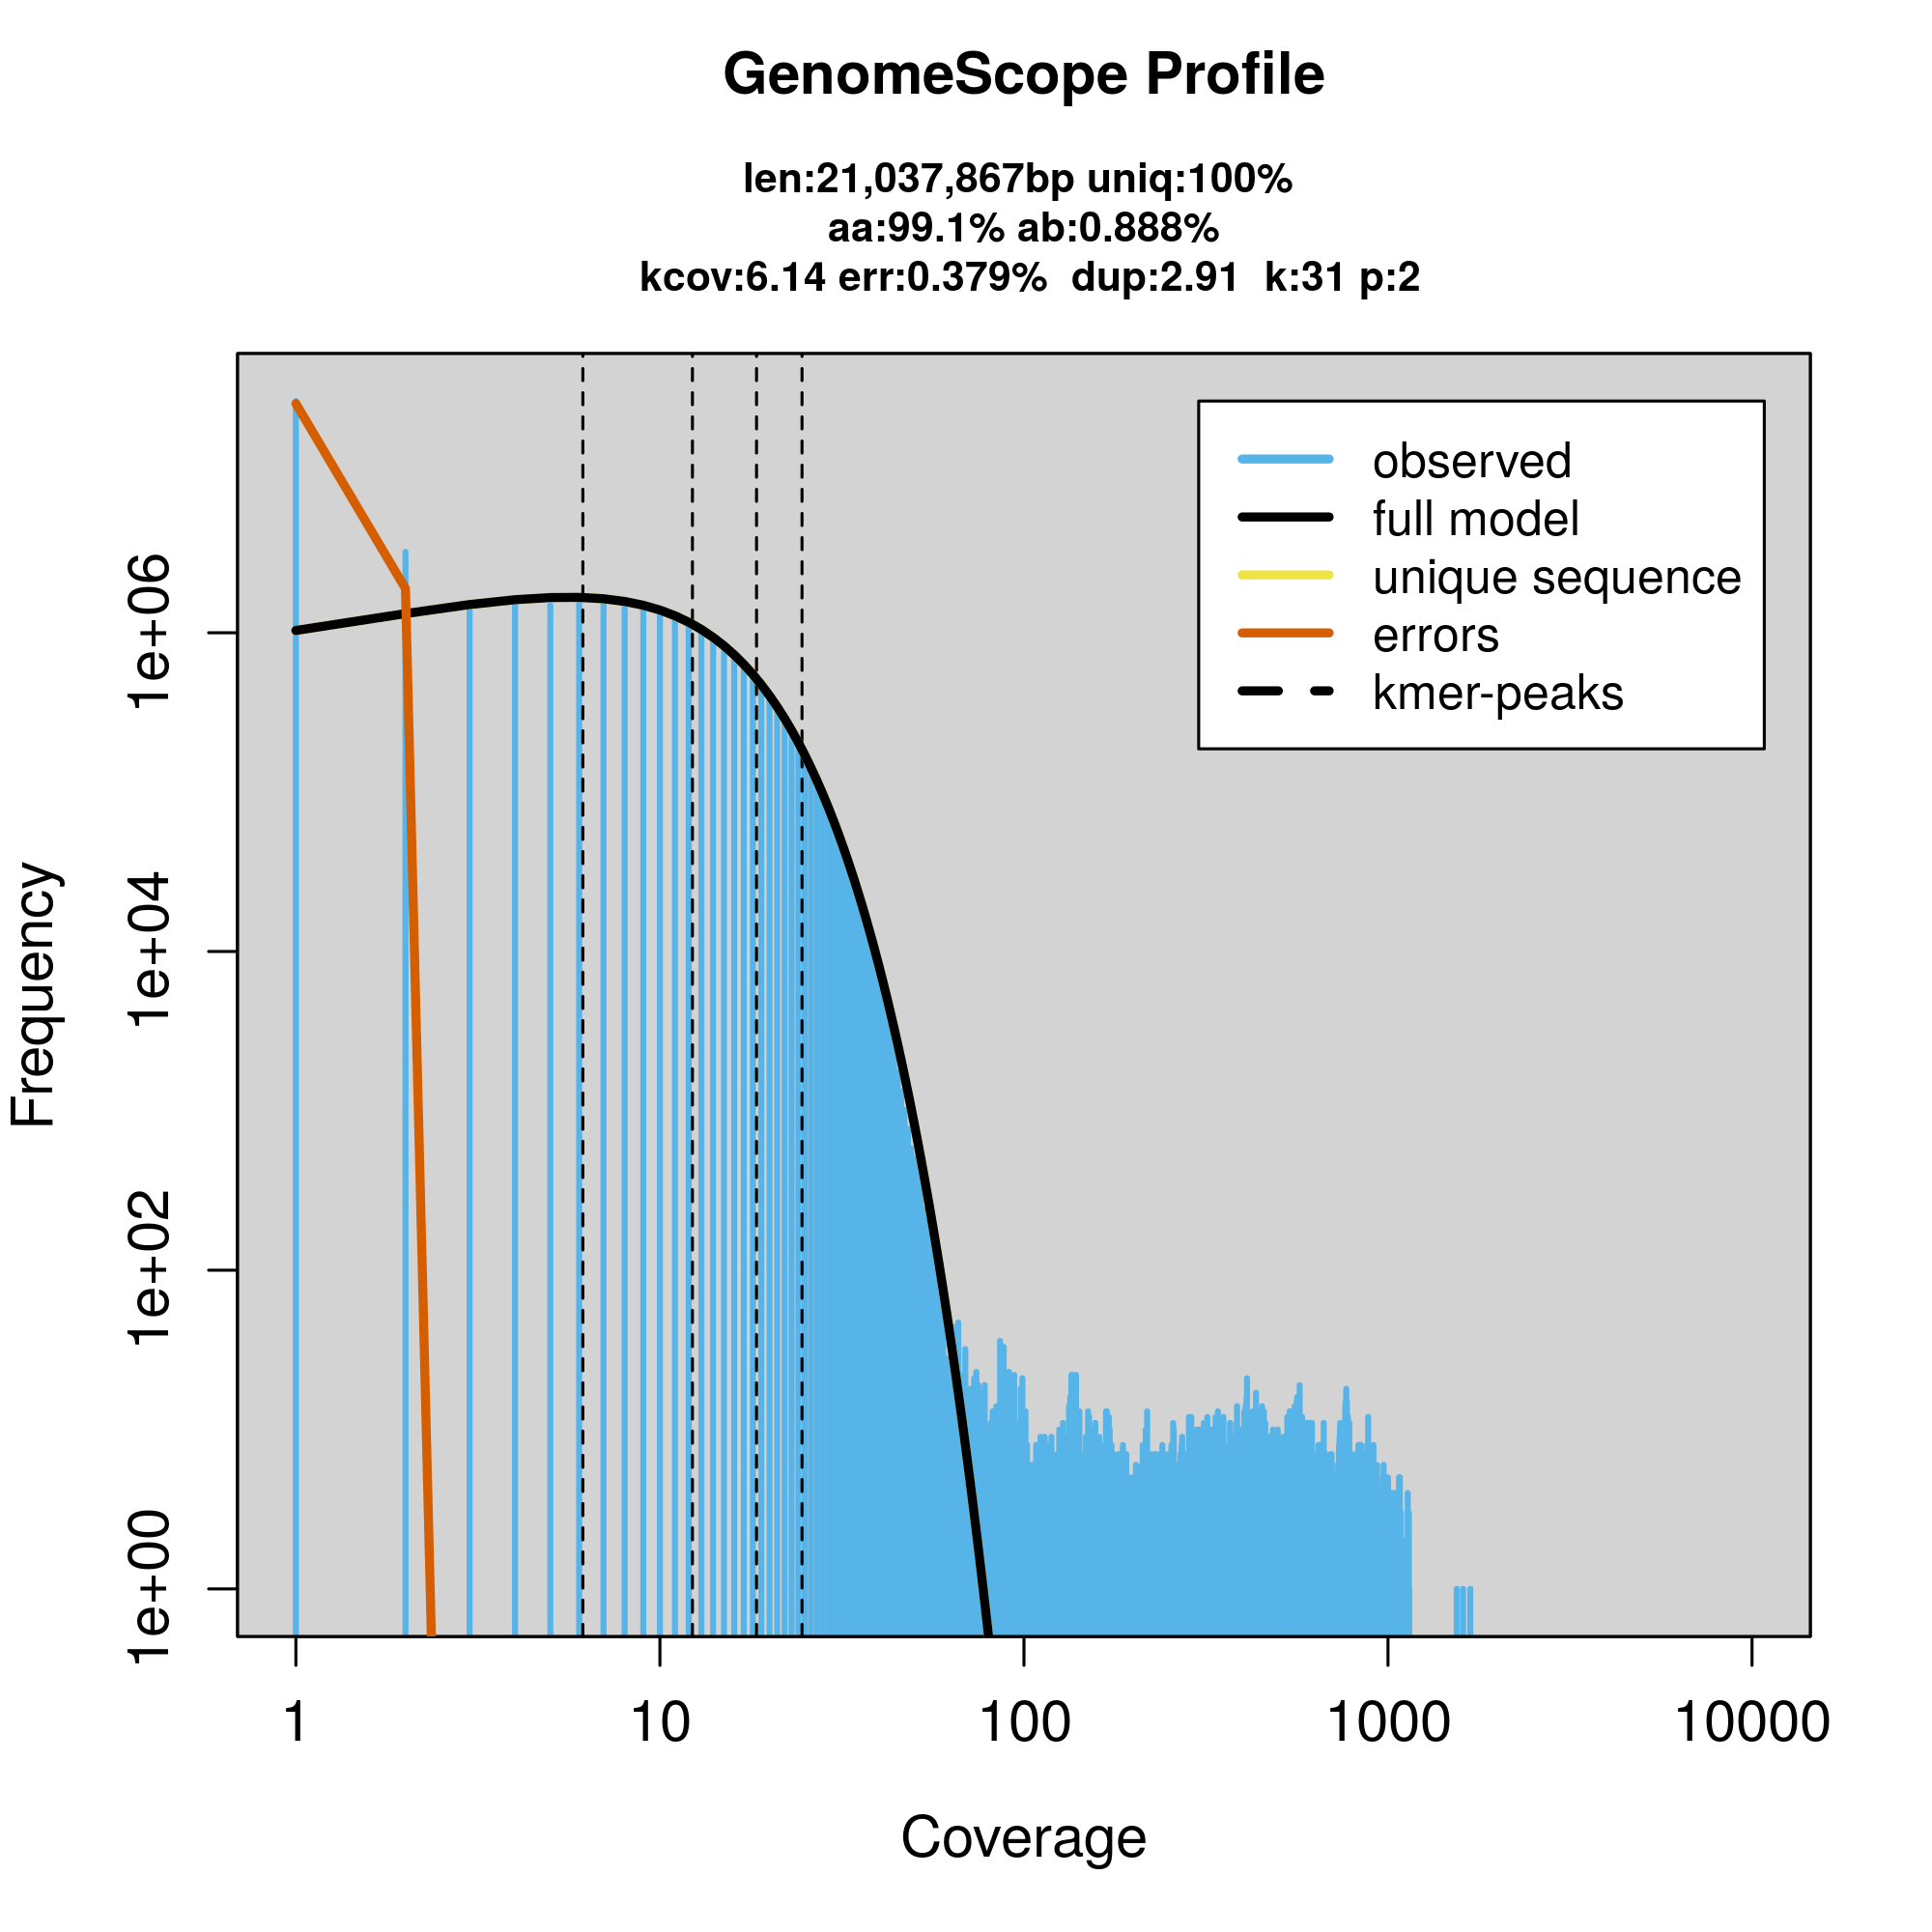 GenomeScope Profile
len:21,037,867bp uniq:100%
aa:99.1% ab:0.888%
kcov:6.14 err:0.379%  dup:2.91  k:31 p:2
observed
full model
unique sequence
errors
kmer-peaks
Frequency
1e+06
1e+04
1e+02
1e+00
1 10 100 1000 10000
Coverage